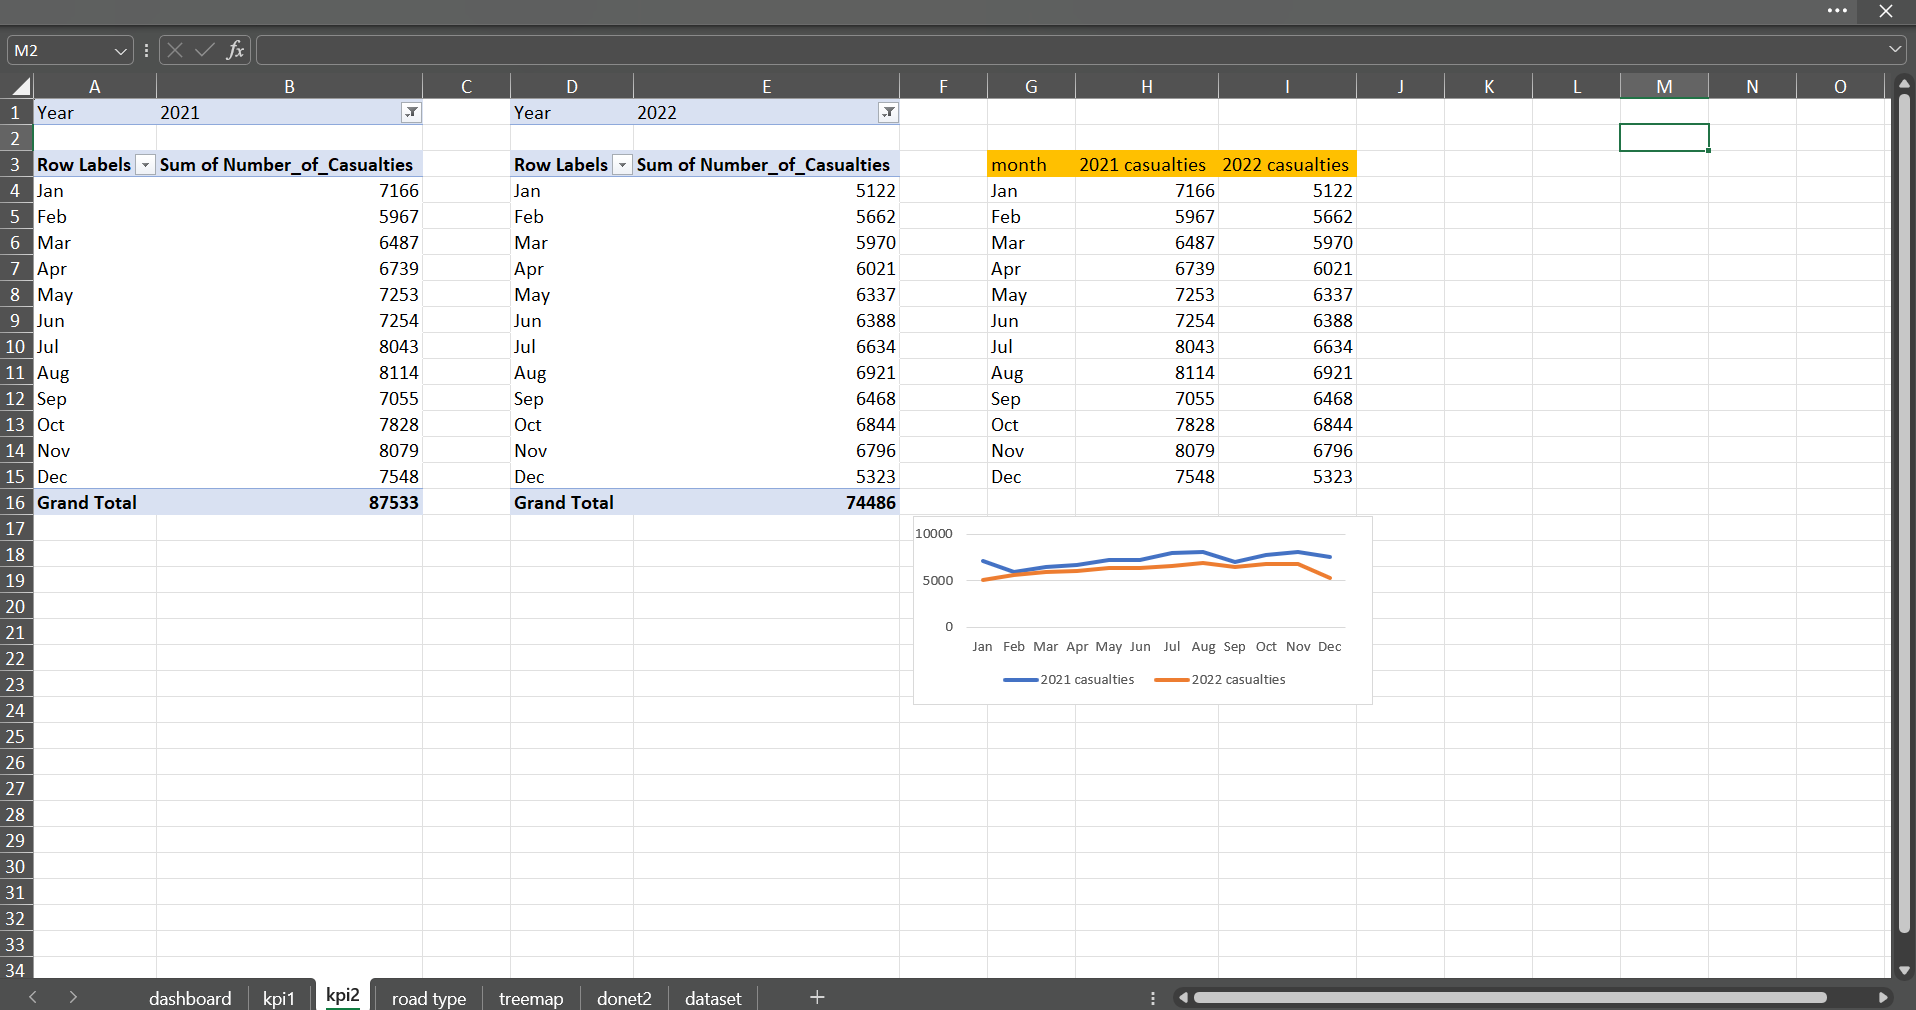 M2 fx
A B C D E F G H I J K L M N O
1 Year 2021 Year 2022
2
3 Row Labels Sum of Number_of_Casualties Row Labels Sum of Number_of_Casualties month 2021 casualties 2022 casualties
4 Jan 7166 Jan 5122 Jan 7166 5122
5 Feb 5967 Feb 5662 Feb 5967 5662
6 Mar 6487 Mar 5970 Mar 6487 5970
7 Apr 6739 Apr 6021 Apr 6739 6021
8 May 7253 May 6337 May 7253 6337
9 Jun 7254 Jun 6388 Jun 7254 6388
10 Jul 8043 Jul 6634 Jul 8043 6634
11 Aug 8114 Aug 6921 Aug 8114 6921
12 Sep 7055 Sep 6468 Sep 7055 6468
13 Oct 7828 Oct 6844 Oct 7828 6844
14 Nov 8079 Nov 6796 Nov 8079 6796
15 Dec 7548 Dec 5323 Dec 7548 5323
16 Grand Total 87533 Grand Total 74486
17
18
19
20
21
22
23
24
25
26
27
28
29
30
31
32
33
34
10000
5000
0
Jan Feb Mar Apr May Jun Jul Aug Sep Oct Nov Dec
2021 casualties 2022 casualties
dashboard kpi1 kpi2 road type treemap donet2 dataset